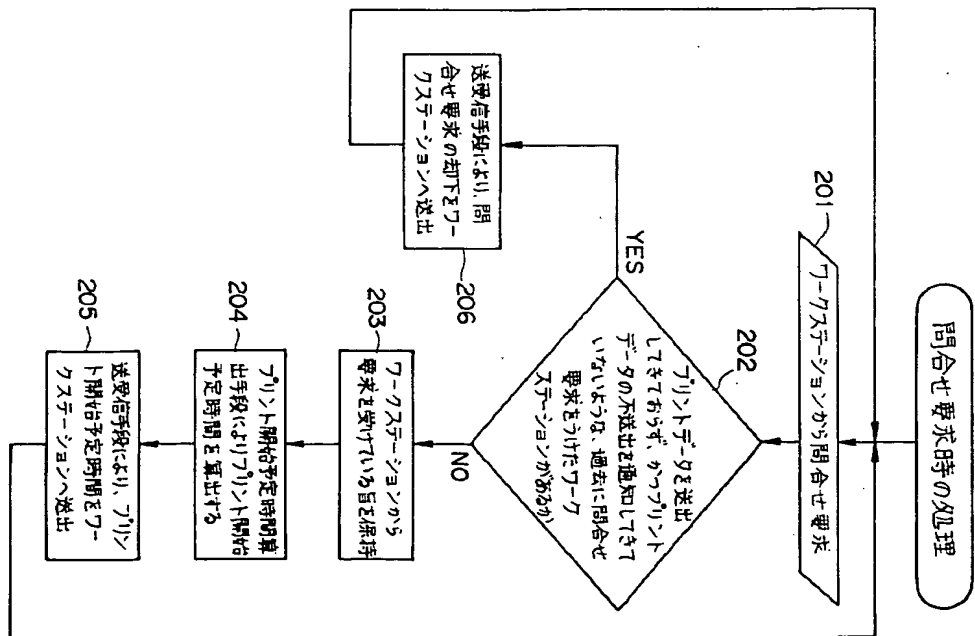 問合せ要求時の処理
201
ワークステーションから問合せ要求
202
プリントデータを送出
してきておらず、かつプリント
データの不送出を通知してきて
いないような、過去に問合せ
要求をうけたワーク
ステーションがあるか
YES
NO
送受信手段により、問
合せ要求の却下をワー
クステーションへ送出
206
203
ワークステーションから
要求を受けている旨を保持
204
プリント開始予定時間算
出手段によりプリント開始
予定時間を算出する
205
送受信手段により、プリン
ト開始予定時間をワー
クステーションへ送出